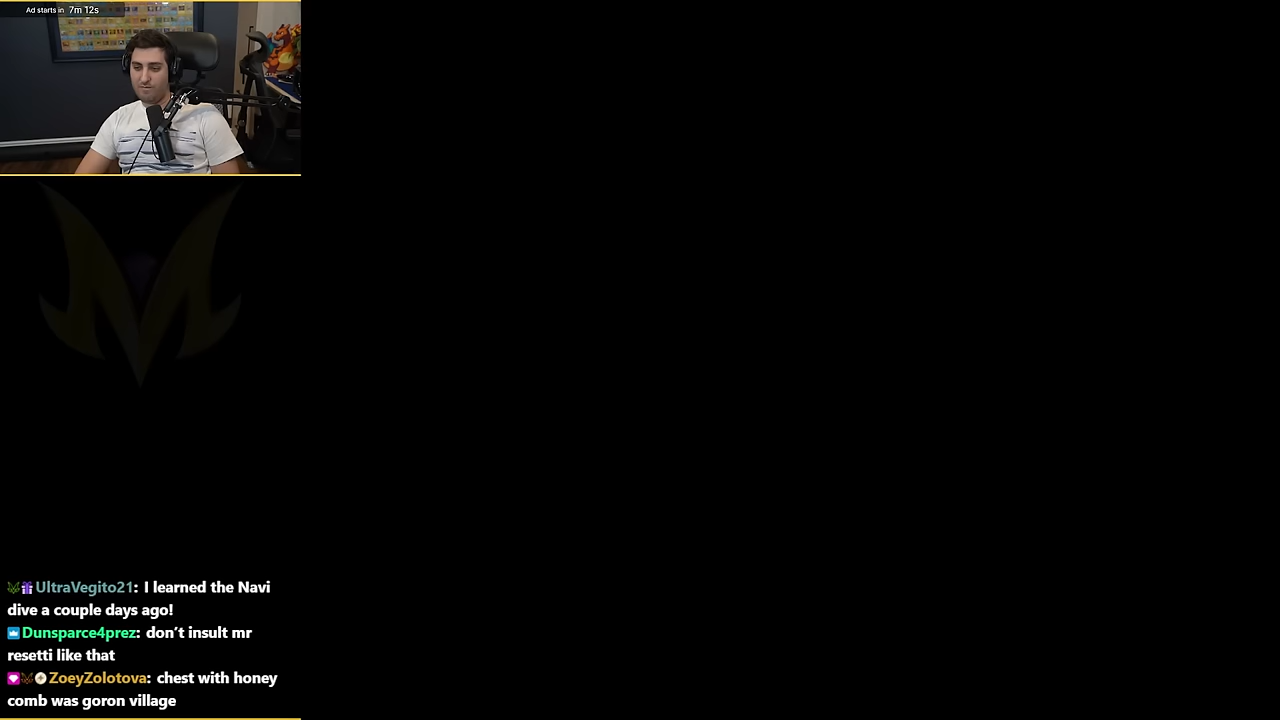 Ad starts in 7m 12s
UltraVegito21: I learned the Navi
dive a couple days ago!
Dunsparce4prez: don’t insult mr
resetti like that
ZoeyZolotova: chest with honey
comb was goron village